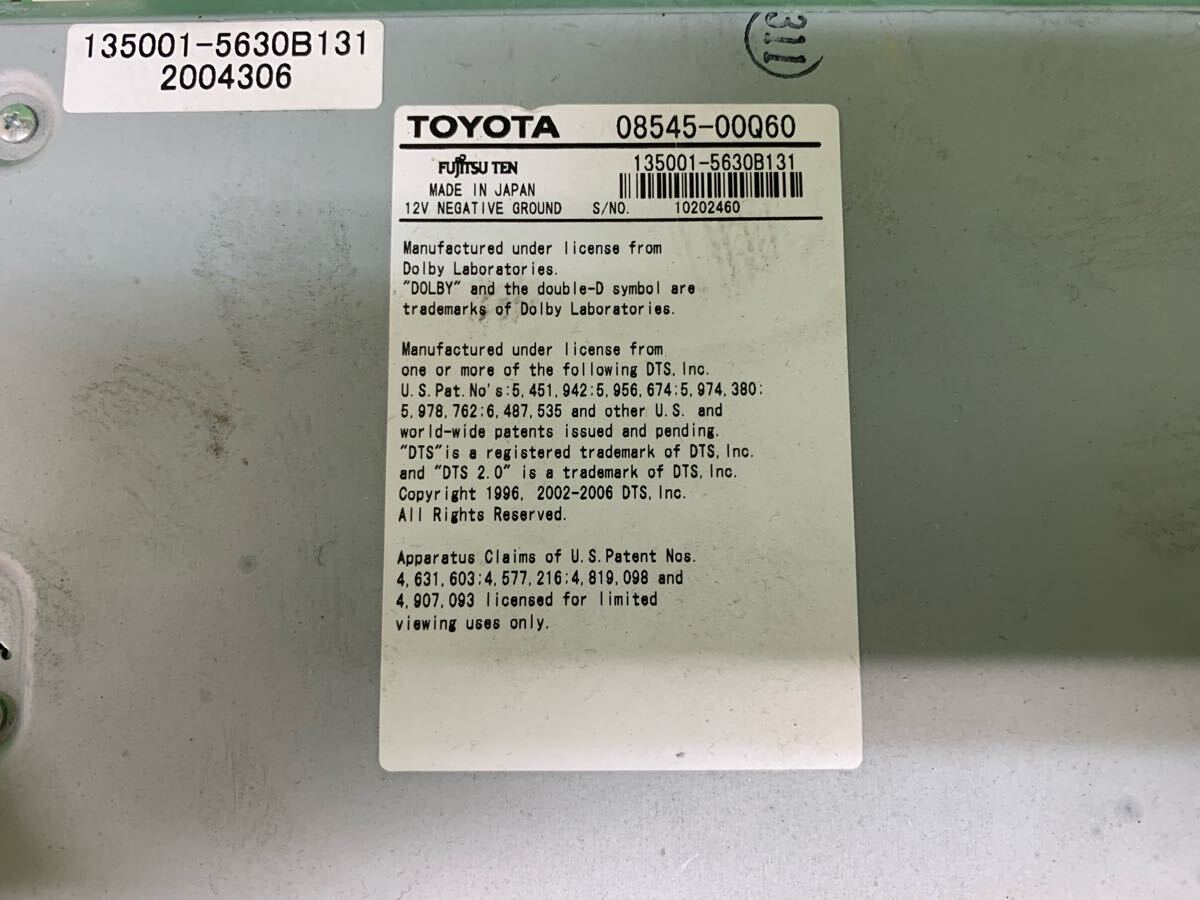 135001-5630B131
2004306
311
TOYOTA 08545-00Q60
FUJITSU TEN 135001-5630B131
MADE IN JAPAN
12V NEGATIVE GROUND S/NO. 10202460
Manufactured under license from
Dolby Laboratories.
"DOLBY" and the double-D symbol are
trademarks of Dolby Laboratories.
Manufactured under license from
one or more of the following DTS, Inc.
U.S.Pat.No's:5,451,942;5,956,674;5,974,380;
5,978,762;6,487,535 and other U.S. and
world-wide patents issued and pending.
"DTS"is a registered trademark of DTS, Inc.
and "DTS 2.0" is a trademark of DTS, Inc.
Copyright 1996, 2002-2006 DTS, Inc.
All Rights Reserved.
Apparatus Claims of U.S.Patent Nos.
4,631,603;4,577,216;4,819,098 and
4,907,093 licensed for limited
viewing uses only.